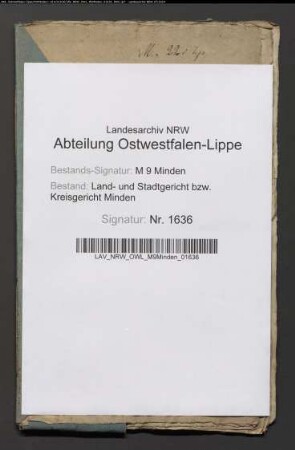 Landesarchiv NRW
Abteilung Ostwestfalen-Lippe
Bestands-Signatur: M 9 Minden
Bestand: Land- und Stadtgericht bzw.
Kreisgericht Minden
Signatur: Nr. 1636
LAV_NRW_OWL_M9Minden_01636